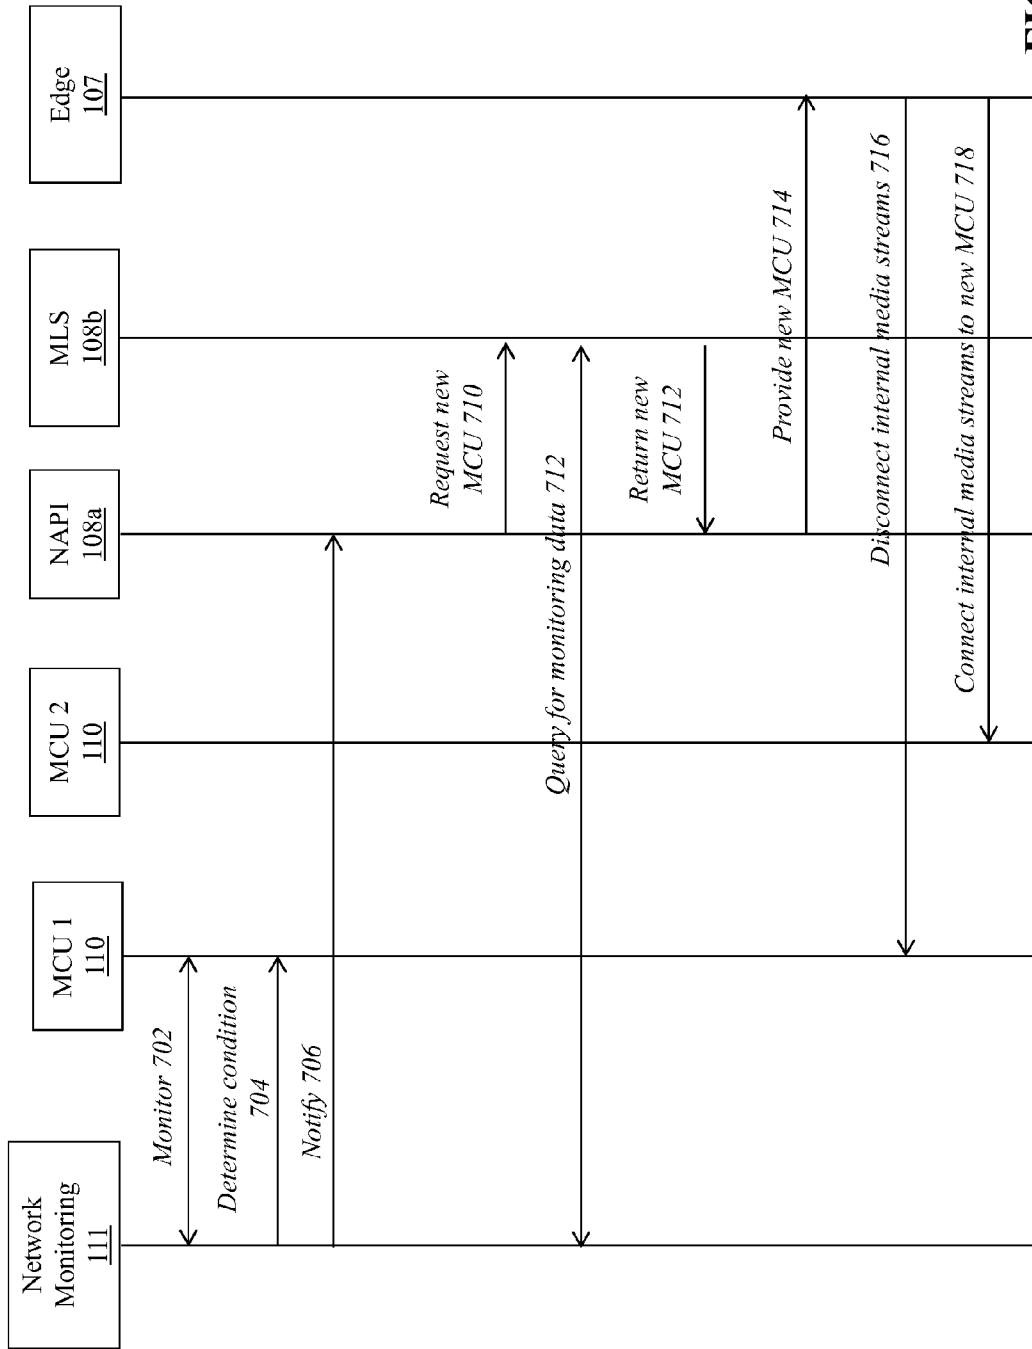 Network
Monitoring
111
MCU 1
110
MCU 2
110
NAPI
108a
MLS
108b
Edge
107
Monitor 702
Determine condition
704
Notify 706
Request new
MCU 710
Query for monitoring data 712
Return new
MCU 712
Provide new MCU 714
Disconnect internal media streams 716
Connect internal media streams to new MCU 718